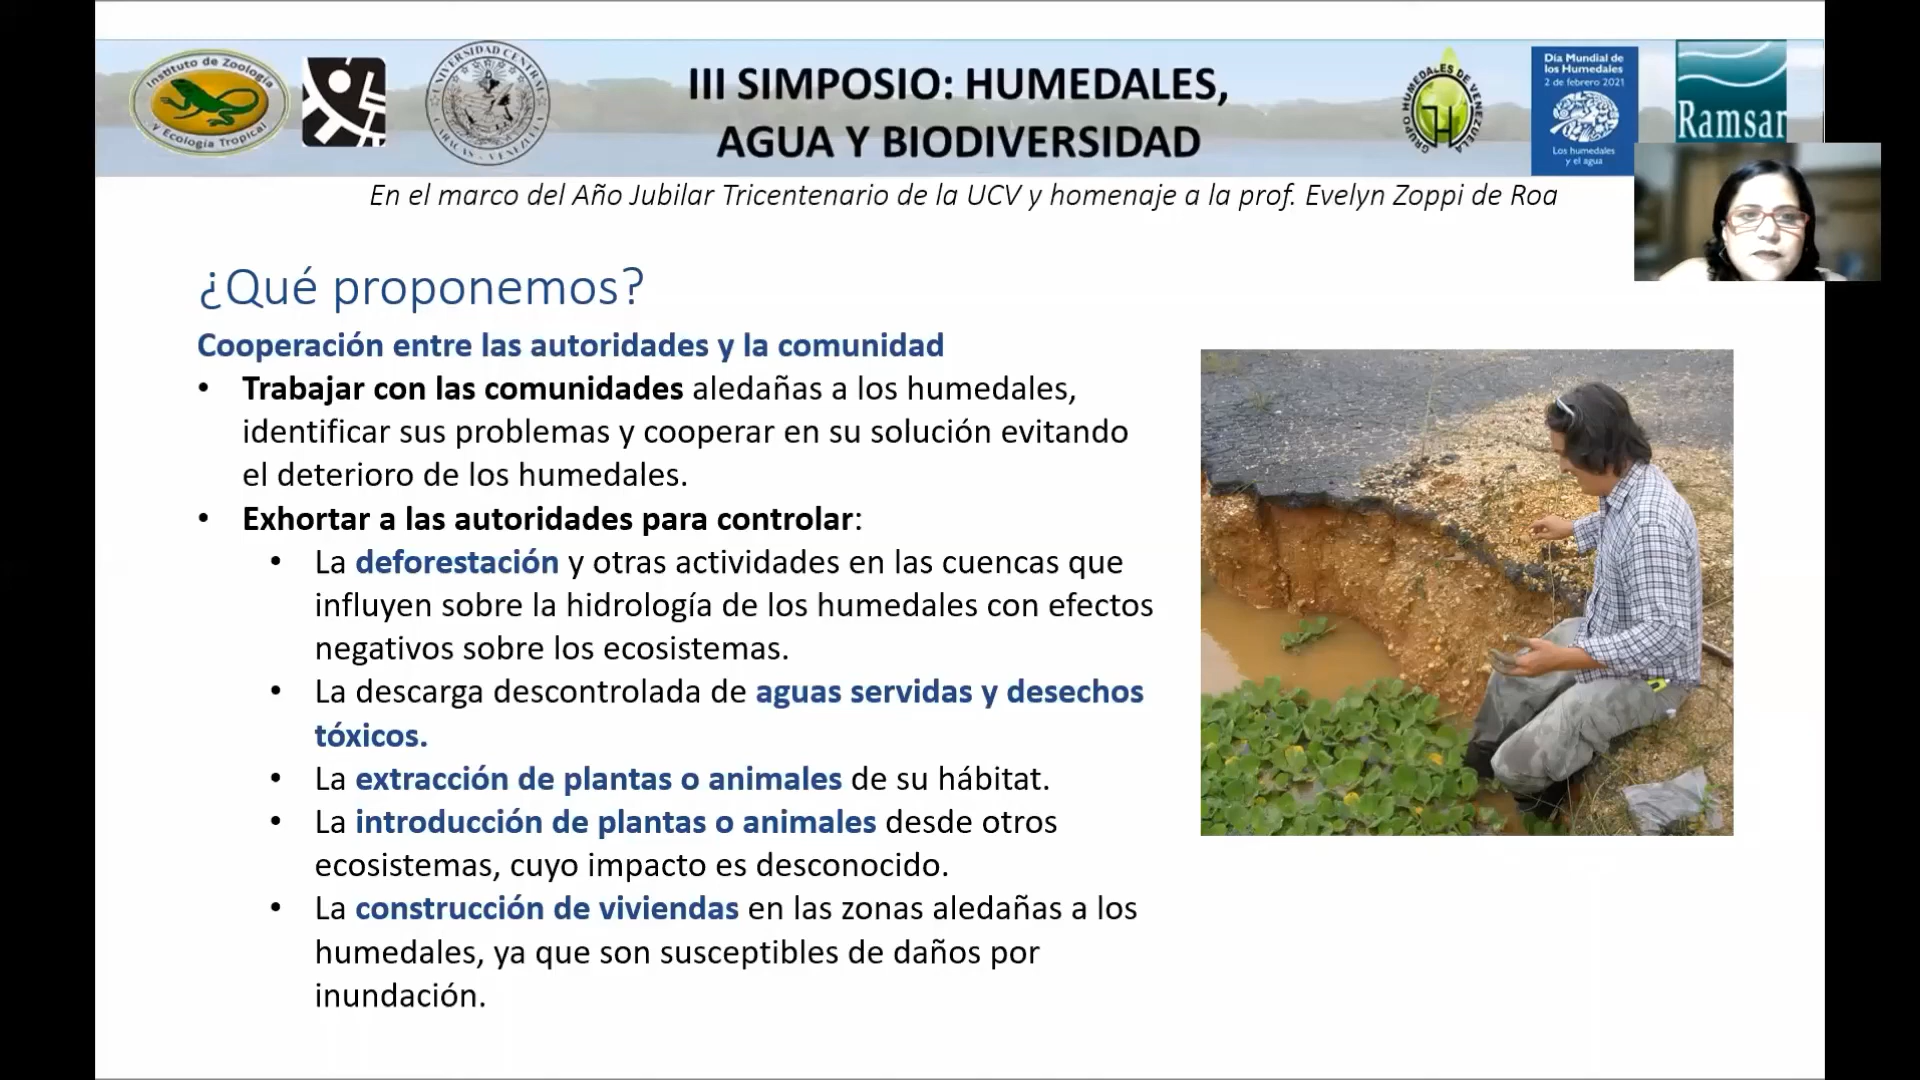 Instituto de Zoología
y Ecología Tropical
UNIVERSIDAD CENTRAL
CARACAS - VENEZUELA
III SIMPOSIO: HUMEDALES,
AGUA Y BIODIVERSIDAD
GRUPO HUMEDALES DE VENEZUELA
Día Mundial de
los Humedales
2 de febrero 2021
Los humedales
y el agua
Ramsar
En el marco del Año Jubilar Tricentenario de la UCV y homenaje a la prof. Evelyn Zoppi de Roa
¿Qué proponemos?
Cooperación entre las autoridades y la comunidad
• Trabajar con las comunidades aledañas a los humedales,
identificar sus problemas y cooperar en su solución evitando
el deterioro de los humedales.
• Exhortar a las autoridades para controlar:
• La deforestación y otras actividades en las cuencas que
influyen sobre la hidrología de los humedales con efectos
negativos sobre los ecosistemas.
• La descarga descontrolada de aguas servidas y desechos
tóxicos.
• La extracción de plantas o animales de su hábitat.
• La introducción de plantas o animales desde otros
ecosistemas, cuyo impacto es desconocido.
• La construcción de viviendas en las zonas aledañas a los
humedales, ya que son susceptibles de daños por
inundación.